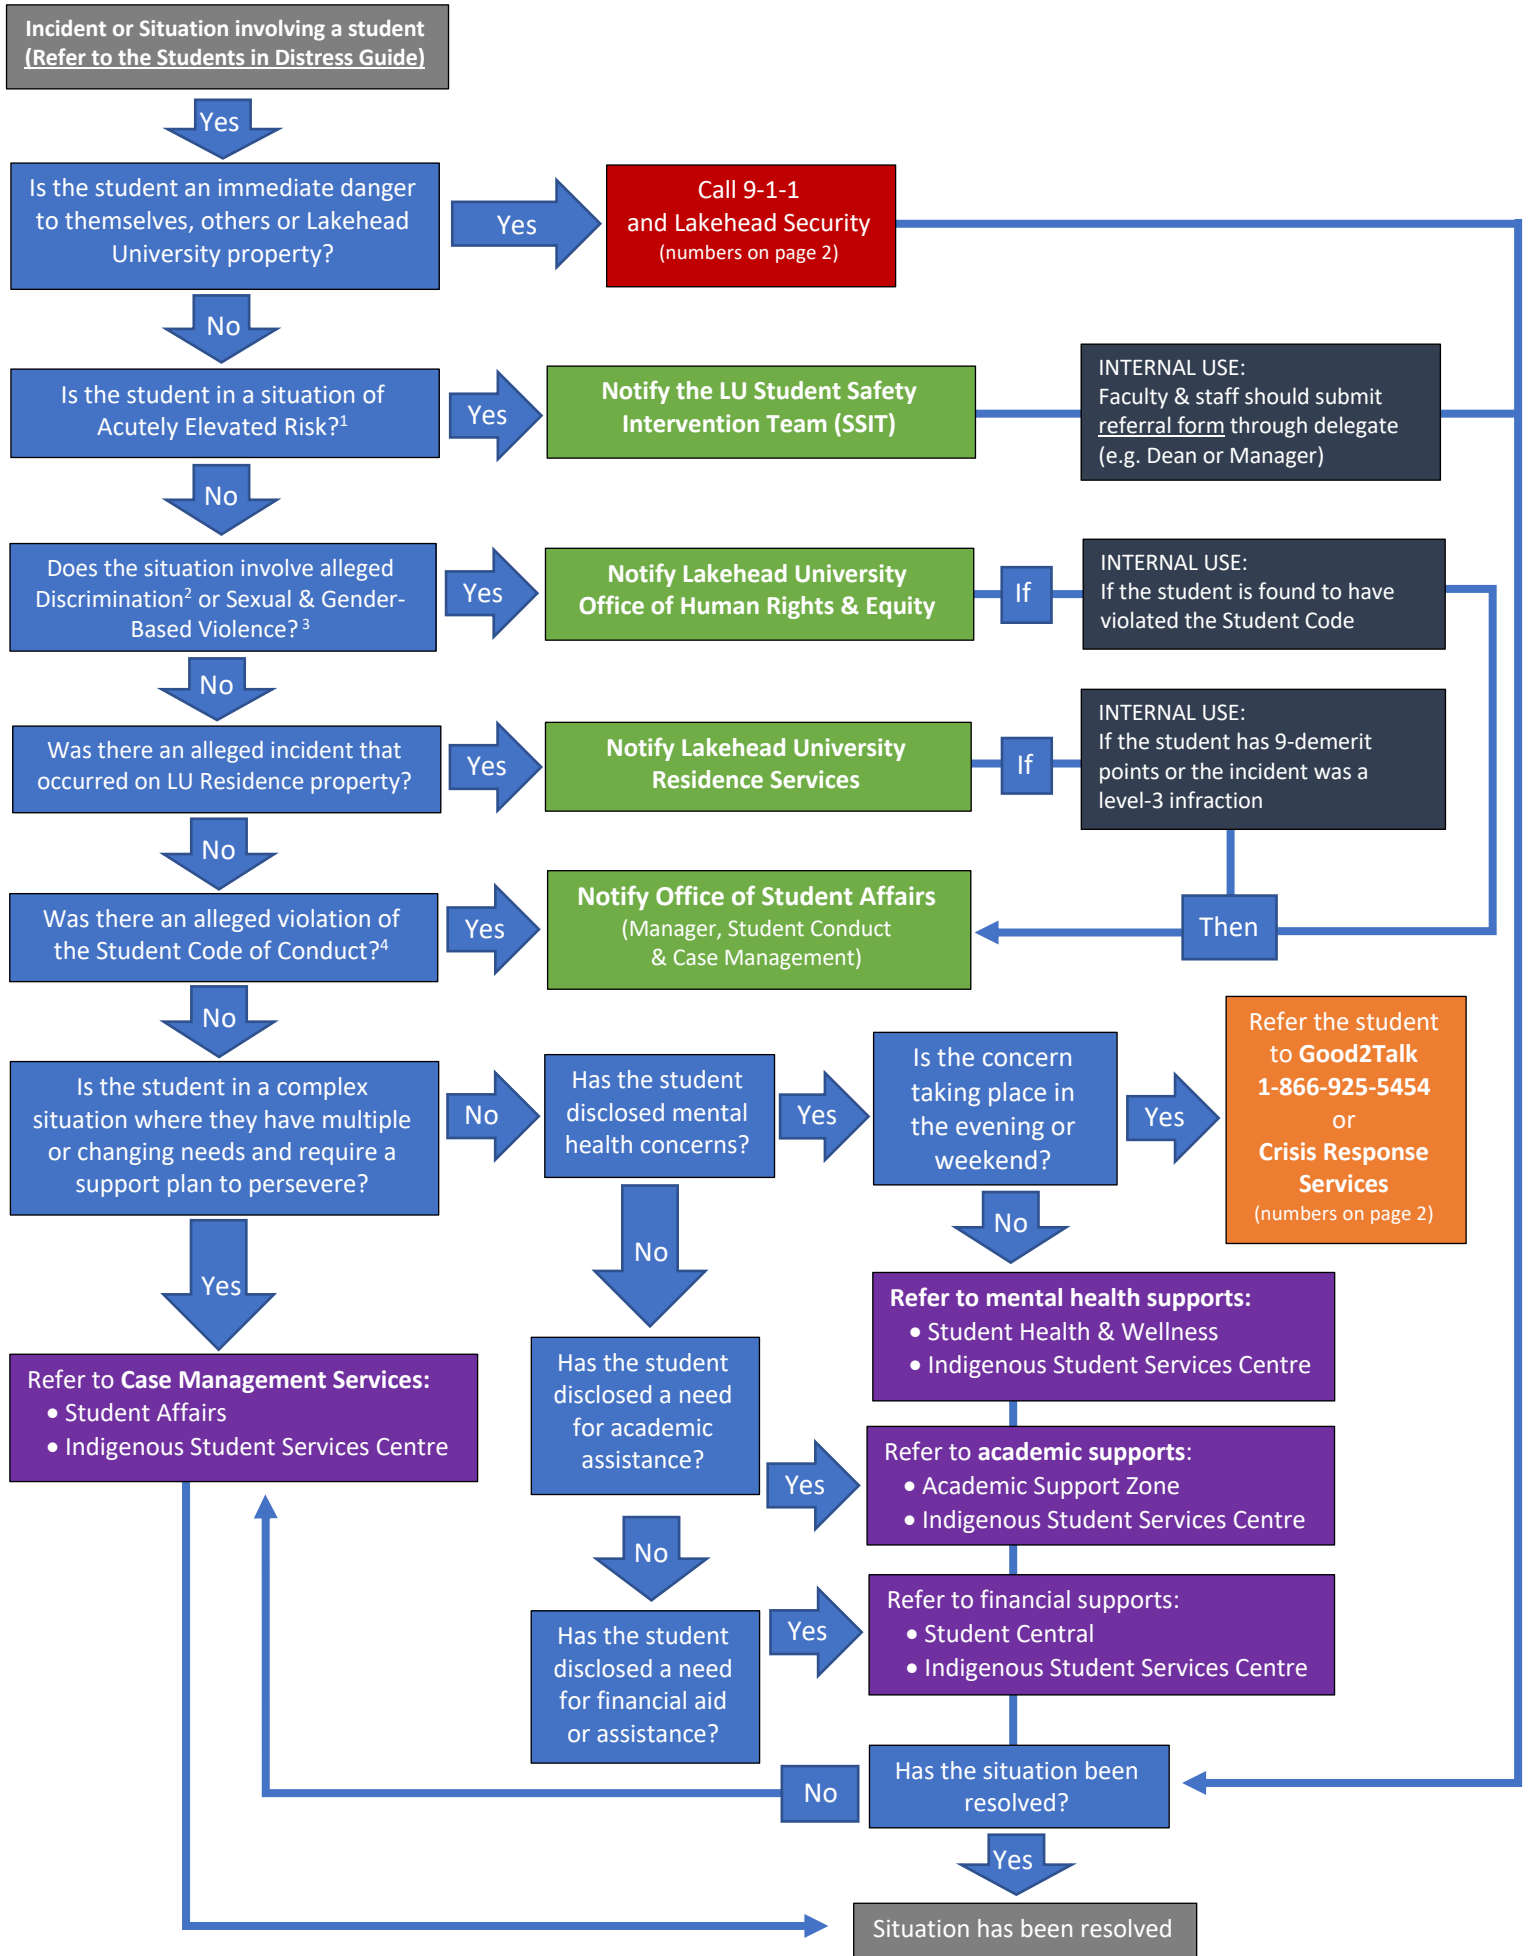 Incident or Situation involving a student
(Refer to the Students in Distress Guide)
Yes
Is the student an immediate danger
to themselves, others or Lakehead
University property?
Yes
Call 9-1-1
and Lakehead Security
(numbers on page 2)
No
Is the student in a situation of
Acutely Elevated Risk?1
Yes
Notify the LU Student Safety
Intervention Team (SSIT)
INTERNAL USE:
Faculty & staff should submit
referral form through delegate
(e.g. Dean or Manager)
No
Does the situation involve alleged
Discrimination2 or Sexual & Gender-
Based Violence? 3
Yes
Notify Lakehead University
Office of Human Rights & Equity
If
INTERNAL USE:
If the student is found to have
violated the Student Code
No
Was there an alleged incident that
occurred on LU Residence property?
Yes
Notify Lakehead University
Residence Services
If
INTERNAL USE:
If the student has 9-demerit
points or the incident was a
level-3 infraction
No
Was there an alleged violation of
the Student Code of Conduct?4
Yes
Notify Office of Student Affairs
(Manager, Student Conduct
& Case Management)
Then
No
Is the student in a complex
situation where they have multiple
or changing needs and require a
support plan to persevere?
No
Has the student
disclosed mental
health concerns?
Yes
Is the concern
taking place in
the evening or
weekend?
Yes
Refer the student
to Good2Talk
1-866-925-5454
or
Crisis Response
Services
(numbers on page 2)
Yes
No
No
Refer to mental health supports:
• Student Health & Wellness
• Indigenous Student Services Centre
Refer to Case Management Services:
• Student Affairs
• Indigenous Student Services Centre
Has the student
disclosed a need
for academic
assistance?
Yes
Refer to academic supports:
• Academic Support Zone
• Indigenous Student Services Centre
No
Has the student
disclosed a need
for financial aid
or assistance?
Yes
Refer to financial supports:
• Student Central
• Indigenous Student Services Centre
Has the situation been
resolved?
No
Yes
Situation has been resolved